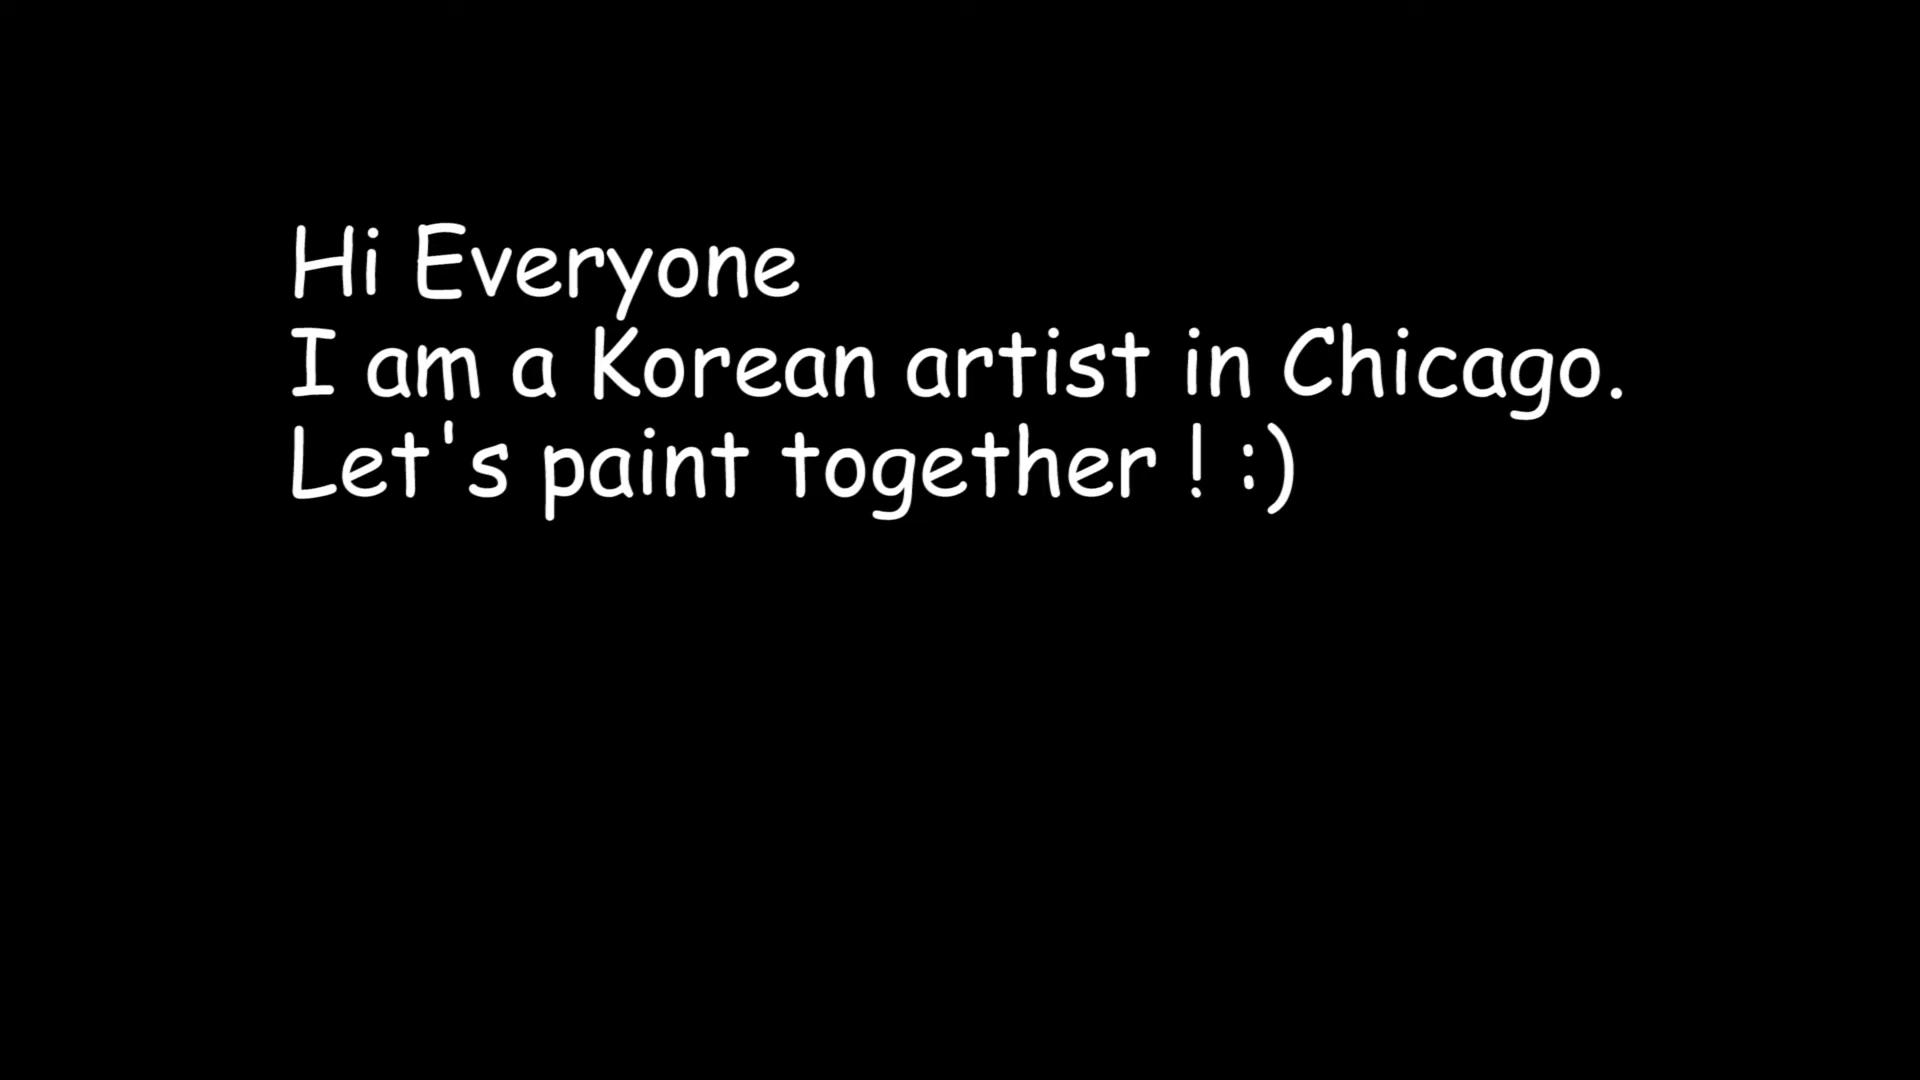 Hi Everyone
I am a Korean artist in Chicago.
Let's paint together ! :)